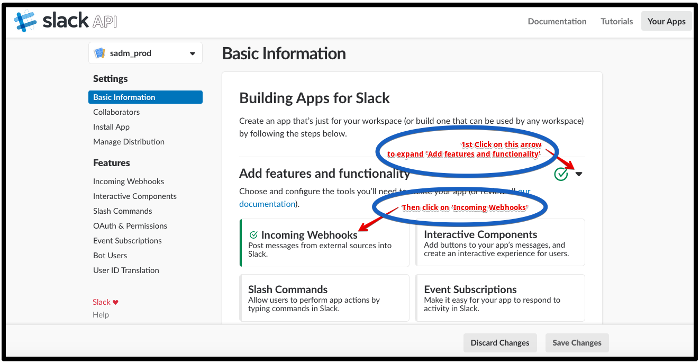 slack API
Documentation
Tutorials
Your Apps
sadm_prod
Basic Information
Settings
Basic Information
Collaborators
Install App
Manage Distribution
Features
Incoming Webhooks
Interactive Components
Slash Commands
OAuth & Permissions
Event Subscriptions
Bot Users
User ID Translation
Slack
Help
Building Apps for Slack
Create an app that's just for your workspace (or build one that can be used by any workspace)
by following the steps below.
1st Click on this arrow
to expand 'Add features and functionality'
Add features and functionality
Choose and configure the tools you'll need to your app (or review all our
documentation).
Then click on 'Incoming Webhooks'
Incoming Webhooks
Post messages from external sources into
Slack.
Interactive Components
Add buttons to your app's messages, and
create an interactive experience for users.
Slash Commands
Allow users to perform app actions by
typing commands in Slack.
Event Subscriptions
Make it easy for your app to respond to
activity in Slack.
Discard Changes
Save Changes